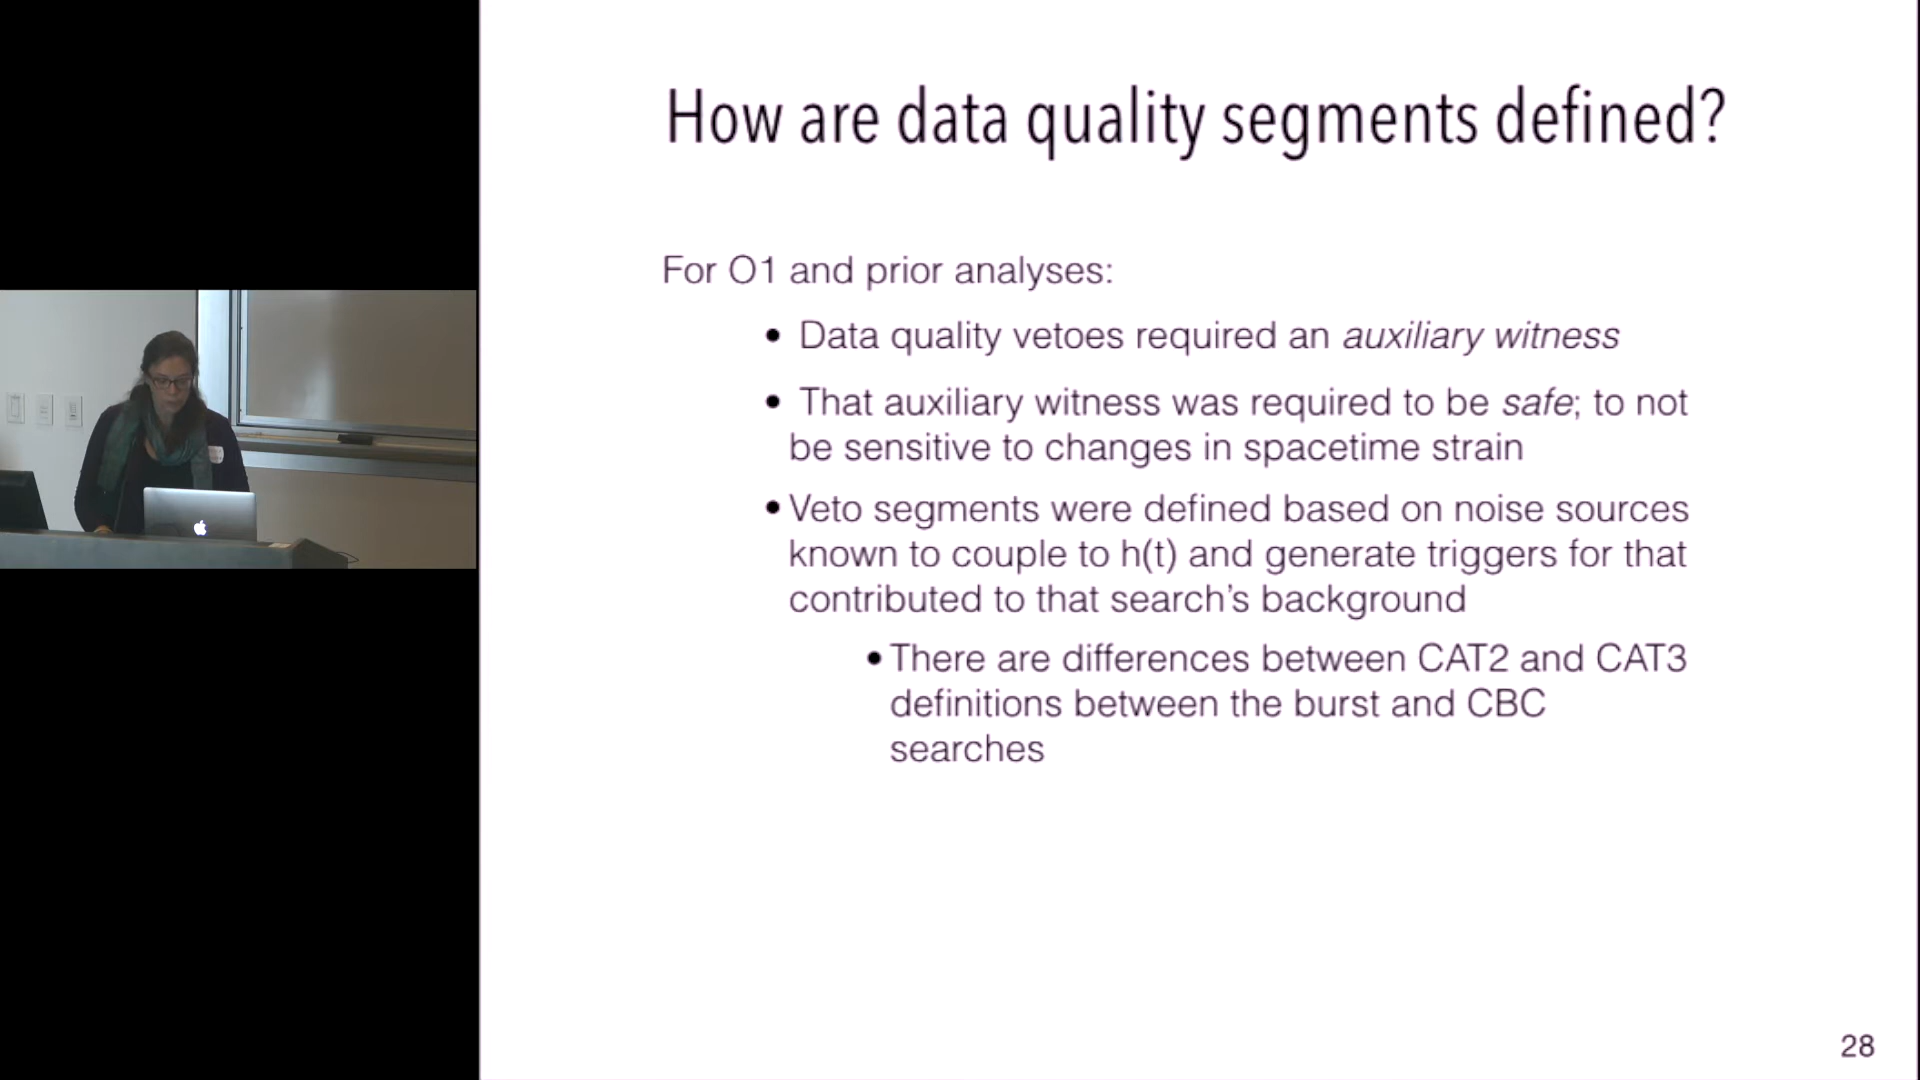 How are data quality segments defined?
For O1 and prior analyses:
• Data quality vetoes required an auxiliary witness
• That auxiliary witness was required to be safe; to not
be sensitive to changes in spacetime strain
• Veto segments were defined based on noise sources
known to couple to h(t) and generate triggers for that
contributed to that search's background
• There are differences between CAT2 and CAT3
definitions between the burst and CBC
searches
28